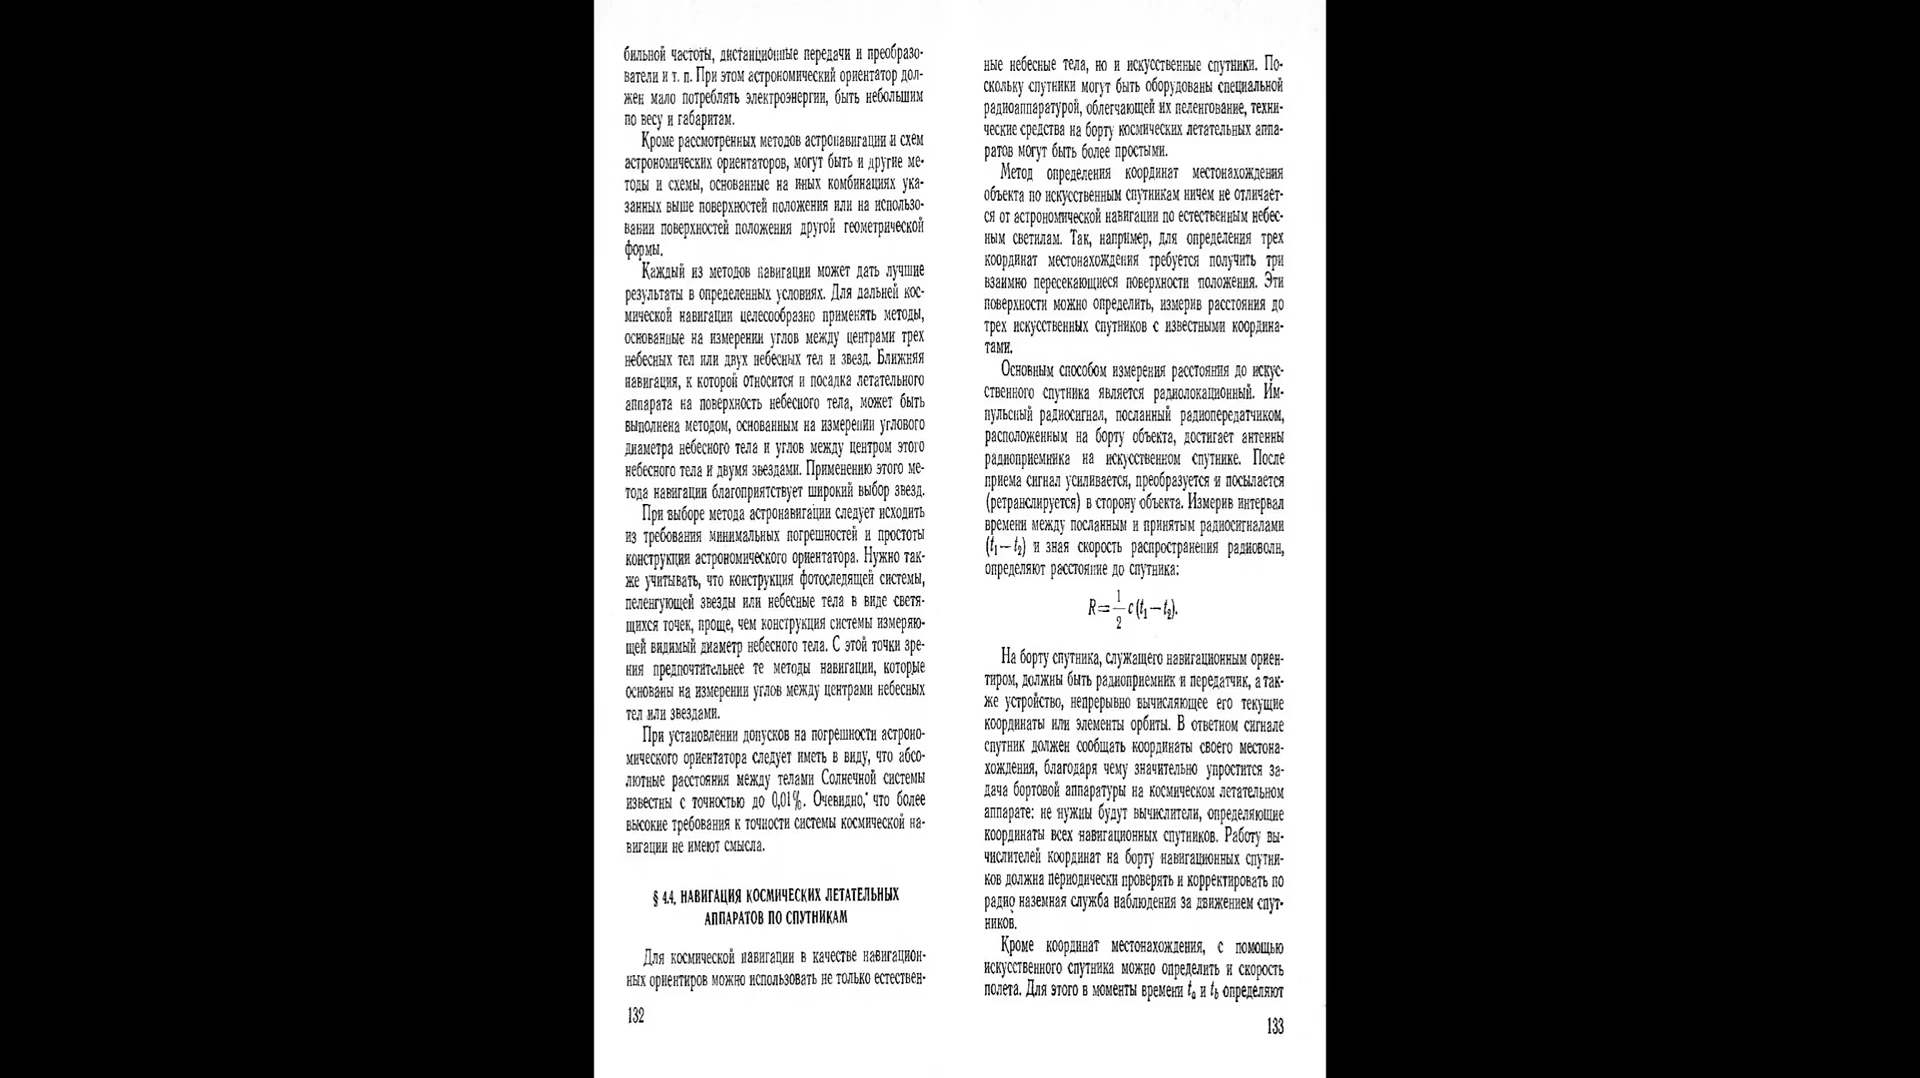 бильной частоты, дистанционные передачи и преобразо-
ватели и т. п. При этом астрономический ориентатор дол-
жен мало потреблять электроэнергии, быть небольшим
по весу и габаритам.
Кроме рассмотренных методов астронавигации и схем
астрономических ориентаторов, могут быть и другие ме-
тоды и схемы, основанные на иных комбинациях ука-
занных выше поверхностей положения или на использо-
вании поверхностей положения другой геометрической
формы.
Каждый из методов навигации может дать лучшие
результаты в определенных условиях. Для дальней кос-
мической навигации целесообразно применять методы,
основанные на измерении углов между центрами трех
небесных тел или двух небесных тел и звезд. Ближняя
навигация, к которой относится и посадка летательного
аппарата на поверхность небесного тела, может быть
выполнена методом, основанным на измерении углового
диаметра небесного тела и углов между центром этого
небесного тела и двумя звездами. Применению этого ме-
тода навигации благоприятствует широкий выбор звезд.
При выборе метода астронавигации следует исходить
из требования минимальных погрешностей и простоты
конструкции астрономического ориентатора. Нужно так-
же учитывать, что конструкция фотоследящей системы,
пеленгующей звезды или небесные тела в виде светя-
щихся точек, проще, чем конструкция системы измеряю-
щей видимый диаметр небесного тела. С этой точки зре-
ния предпочтительнее те методы навигации, которые
основаны на измерении углов между центрами небесных
тел или звездами.
При установлении допусков на погрешности астроно-
мического ориентатора следует иметь в виду, что абсо-
лютные расстояния между телами Солнечной системы
известны с точностью до 0,01%. Очевидно, что более
высокие требования к точности системы космической на-
вигации не имеют смысла.
§ 4.4. НАВИГАЦИЯ КОСМИЧЕСКИХ ЛЕТАТЕЛЬНЫХ
АППАРАТОВ ПО СПУТНИКАМ
Для космической навигации в качестве навигацион-
ных ориентиров можно использовать не только естествен-
132
ные небесные тела, но и искусственные спутники. По-
скольку спутники могут быть оборудованы специальной
радиоаппаратурой, облегчающей их пеленгование, техни-
ческие средства на борту космических летательных аппа-
ратов могут быть более простыми.
Метод определения координат местонахождения
объекта по искусственным спутникам ничем не отличает-
ся от астрономической навигации по естественным небес-
ным светилам. Так, например, для определения трех
координат местонахождения требуется получить три
взаимно пересекающиеся поверхности положения. Эти
поверхности можно определить, измерив расстояния до
трех искусственных спутников с известными координа-
тами.
Основным способом измерения расстояния до искус-
ственного спутника является радиолокационный. Им-
пульсный радиосигнал, посланный радиопередатчиком,
расположенным на борту объекта, достигает антенны
радиоприемника на искусственном спутнике. После
приема сигнал усиливается, преобразуется и посылается
(ретранслируется) в сторону объекта. Измерив интервал
времени между посланным и принятым радиосигналами
(t₁ — t₂) и зная скорость распространения радиоволн,
определяют расстояние до спутника:
R = 1/2 c (t₁ — t₂).
На борту спутника, служащего навигационным ориен-
тиром, должны быть радиоприемник и передатчик, а так-
же устройство, непрерывно вычисляющее его текущие
координаты или элементы орбиты. В ответном сигнале
спутник должен сообщать координаты своего местона-
хождения, благодаря чему значительно упростится за-
дача бортовой аппаратуры на космическом летательном
аппарате: не нужны будут вычислители, определяющие
координаты всех навигационных спутников. Работу вы-
числителей координат на борту навигационных спутни-
ков должна периодически проверять и корректировать по
радио наземная служба наблюдения за движением спут-
ников.
Кроме координат местонахождения, с помощью
искусственного спутника можно определить и скорость
полета. Для этого в моменты времени tₐ и t_b определяют
133